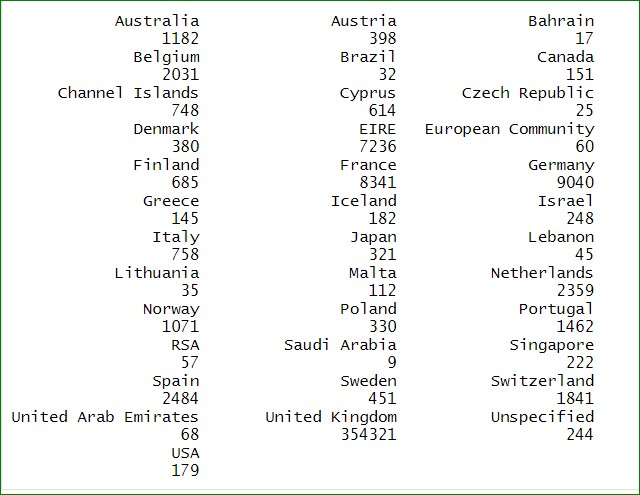 Australia Austria Bahrain
1182 398 17
Belgium Brazil Canada
2031 32 151
Channel Islands Cyprus Czech Republic
748 614 25
Denmark EIRE European Community
380 7236 60
Finland France Germany
685 8341 9040
Greece Iceland Israel
145 182 248
Italy Japan Lebanon
758 321 45
Lithuania Malta Netherlands
35 112 2359
Norway Poland Portugal
1071 330 1462
RSA Saudi Arabia Singapore
57 9 222
Spain Sweden Switzerland
2484 451 1841
United Arab Emirates United Kingdom Unspecified
68 354321 244
USA
179